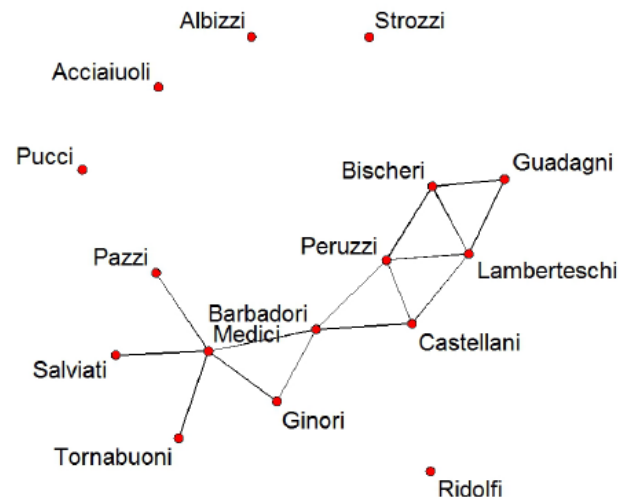 Albizzi
Strozzi
Acciaiuoli
Pucci
Bischeri
Guadagni
Peruzzi
Lamberteschi
Pazzi
Barbadori
Medici
Castellani
Salviati
Ginori
Tornabuoni
Ridolfi